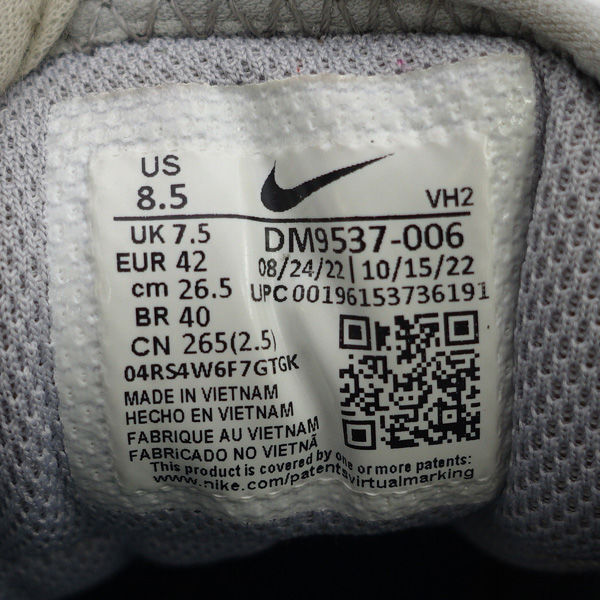 US
8.5
VH2
UK 7.5
DM9537-006
EUR 42
08/24/22|10/15/22
cm 26.5
UPC 00196153736191
BR 40
CN 265(2.5)
04RS4W6F7GTGK
MADE IN VIETNAM
HECHO EN VIETNAM
FABRIQUE AU VIETNAM
FABRiCADO NO VIETNÃ
This product is covered by one or more patents:
www.nike.com/patentsvirtualmarking